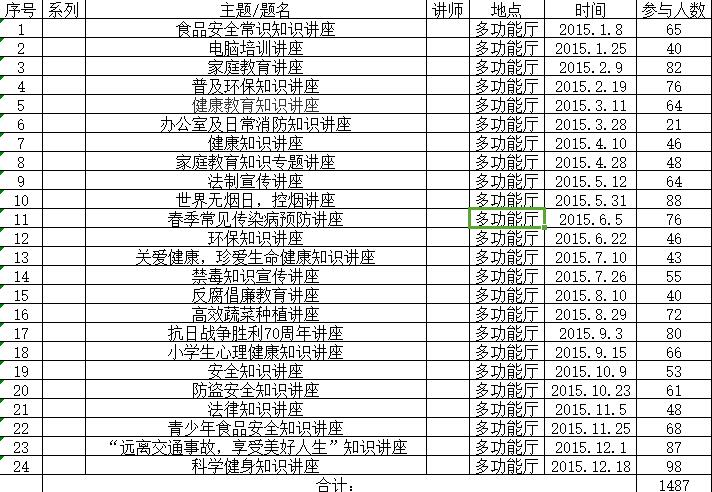 序号 系列 主题/题名 讲师 地点 时间 参与人数
1 食品安全常识知识讲座 多功能厅 2015.1.8 65
2 电脑培训讲座 多功能厅 2015.1.25 40
3 家庭教育讲座 多功能厅 2015.2.9 82
4 普及环保知识讲座 多功能厅 2015.2.19 76
5 健康教育知识讲座 多功能厅 2015.3.11 64
6 办公室及日常消防知识讲座 多功能厅 2015.3.28 21
7 健康知识讲座 多功能厅 2015.4.10 46
8 家庭教育知识专题讲座 多功能厅 2015.4.28 48
9 法制宣传讲座 多功能厅 2015.5.12 64
10 世界无烟日，控烟讲座 多功能厅 2015.5.31 88
11 春季常见传染病预防讲座 多功能厅 2015.6.5 76
12 环保知识讲座 多功能厅 2015.6.22 46
13 关爱健康，珍爱生命健康知识讲座 多功能厅 2015.7.10 43
14 禁毒知识宣传讲座 多功能厅 2015.7.26 55
15 反腐倡廉教育讲座 多功能厅 2015.8.10 40
16 高效蔬菜种植讲座 多功能厅 2015.8.29 72
17 抗日战争胜利70周年讲座 多功能厅 2015.9.3 80
18 小学生心理健康知识讲座 多功能厅 2015.9.15 66
19 安全知识讲座 多功能厅 2015.10.9 53
20 防盗安全知识讲座 多功能厅 2015.10.23 61
21 法律知识讲座 多功能厅 2015.11.5 48
22 青少年食品安全知识讲座 多功能厅 2015.11.25 68
23 “远离交通事故，享受美好人生”知识讲座 多功能厅 2015.12.1 87
24 科学健身知识讲座 多功能厅 2015.12.18 98
合计： 1487